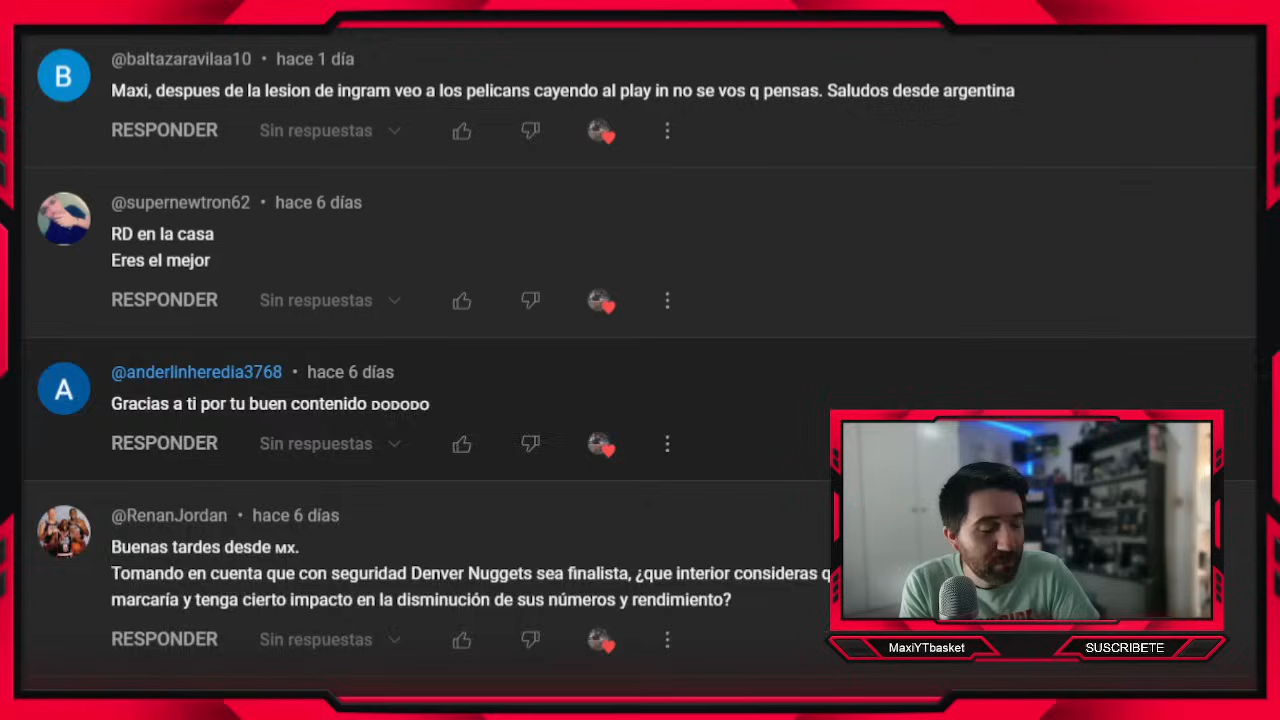 B
@baltazaravilaa10 • hace 1 día
Maxi, despues de la lesion de ingram veo a los pelicans cayendo al play in no se vos q pensas. Saludos desde argentina
RESPONDER Sin respuestas
@supernewtron62 • hace 6 días
RD en la casa
Eres el mejor
RESPONDER Sin respuestas
A
@anderlinheredia3768 • hace 6 días
Gracias a ti por tu buen contenido ᴅᴏᴅᴏᴅᴏ
RESPONDER Sin respuestas
@RenanJordan • hace 6 días
Buenas tardes desde ᴍx.
Tomando en cuenta que con seguridad Denver Nuggets sea finalista, ¿que interior consideras q
marcaría y tenga cierto impacto en la disminución de sus números y rendimiento?
RESPONDER Sin respuestas
MaxiYTbasket
SUSCRIBETE